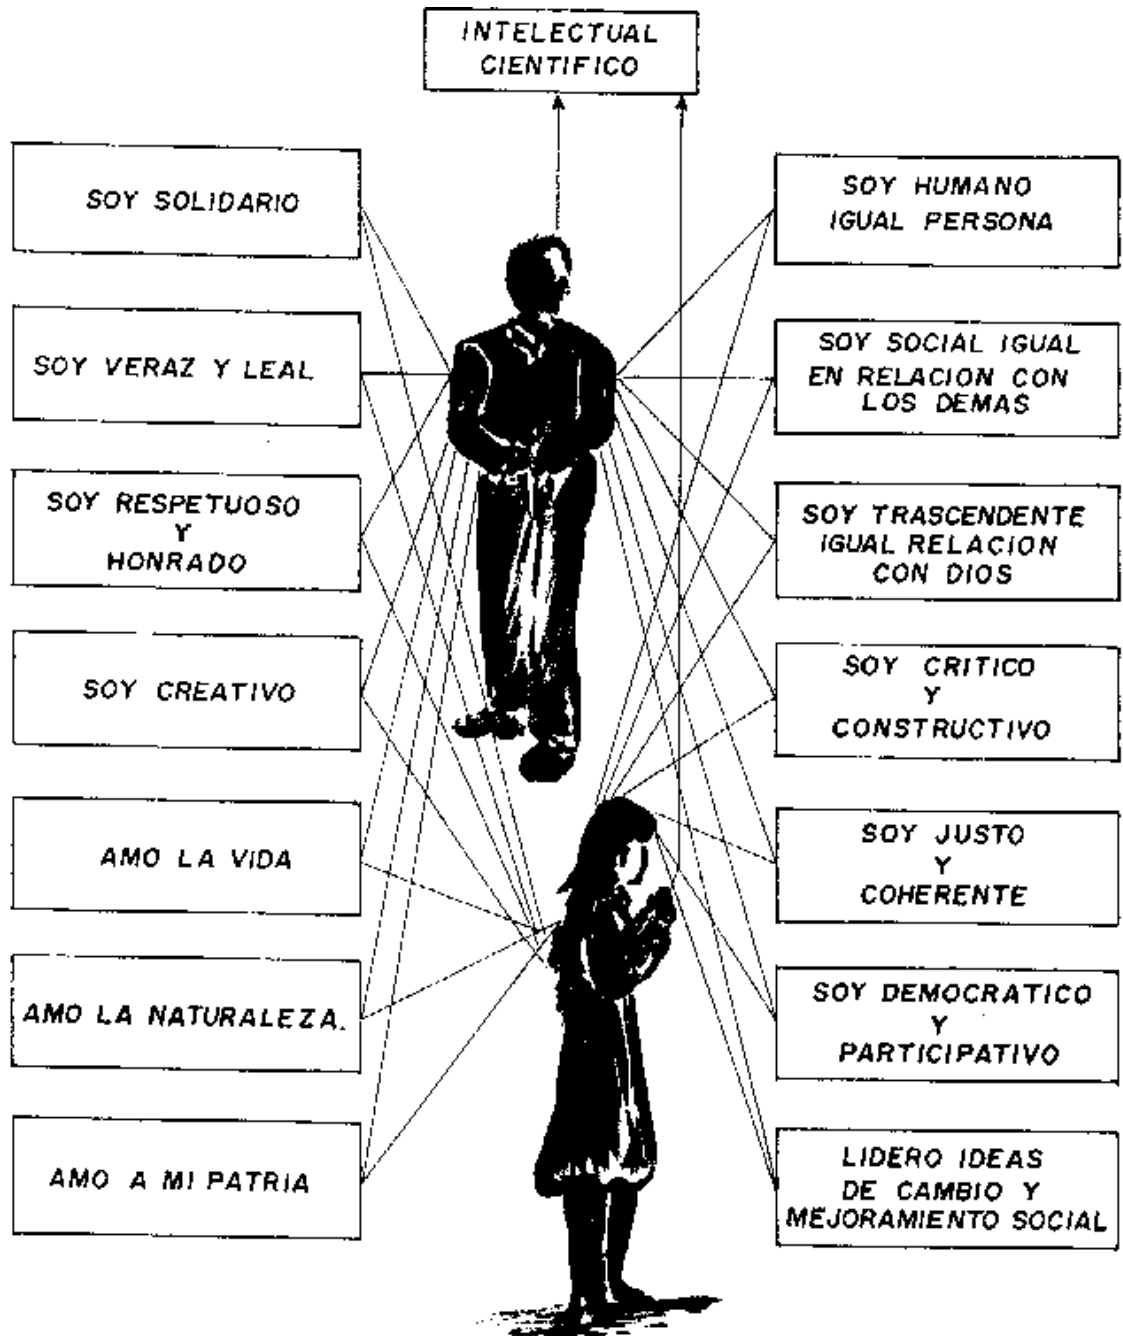 INTELECTUAL
CIENTIFICO
SOY SOLIDARIO
SOY VERAZ Y LEAL
SOY RESPETUOSO
Y
HONRADO
SOY CREATIVO
AMO LA VIDA
AMO LA NATURALEZA.
AMO A MI PATRIA
SOY HUMANO
IGUAL PERSONA
SOY SOCIAL IGUAL
EN RELACION CON
LOS DEMAS
SOY TRASCENDENTE
IGUAL RELACION
CON DIOS
SOY CRITICO
Y
CONSTRUCTIVO
SOY JUSTO
Y
COHERENTE
SOY DEMOCRATICO
Y
PARTICIPATIVO
LIDERO IDEAS
DE CAMBIO Y
MEJORAMIENTO SOCIAL